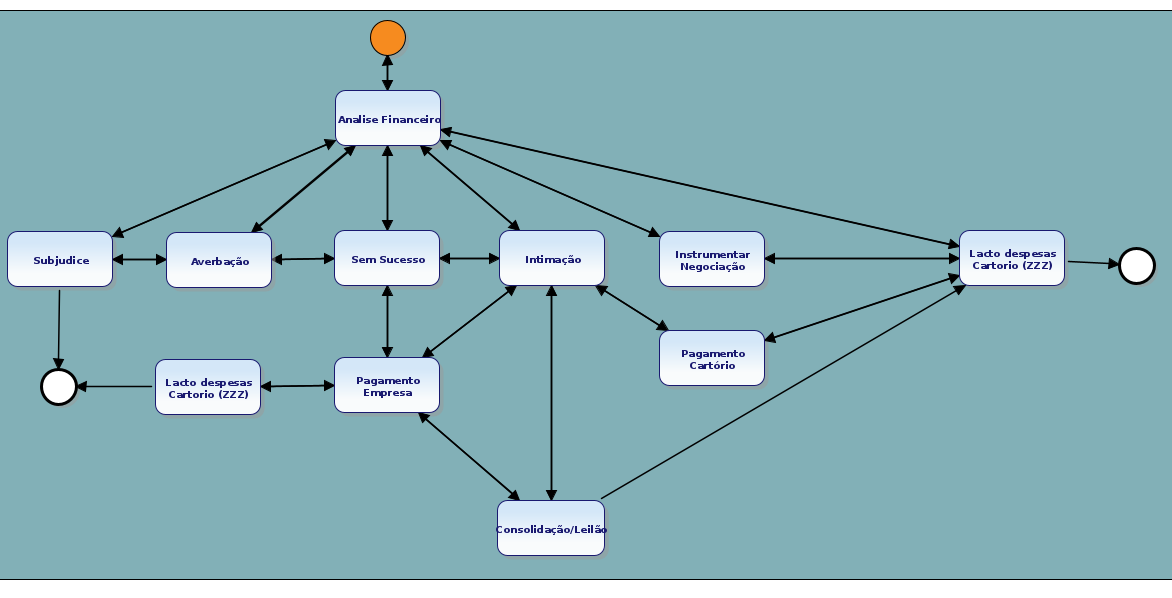 Analise Financeiro
Subjudice
Averbação
Sem Sucesso
Intimação
Instrumentar
Negociação
Lacto despesas
Cartorio (ZZZ)
Pagamento
Cartório
Lacto despesas
Cartorio (ZZZ)
Pagamento
Empresa
Consolidação/Leilão